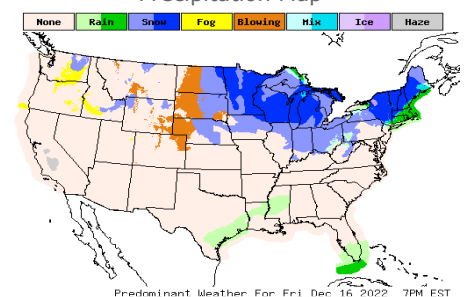 Precipitation Map
None Rain Snow Fog Blowing Mix Ice Haze
Predominant Weather For Fri Dec 16 2022 7PM EST